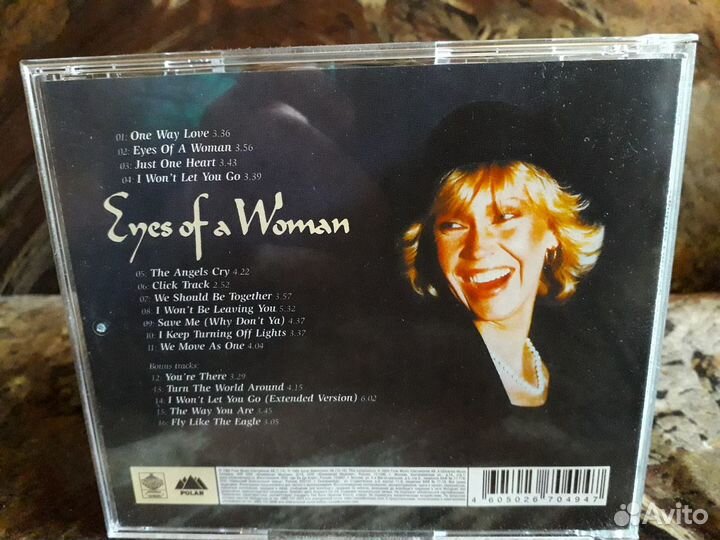 01: One Way Love 3.36
02: Eyes Of A Woman 3.56
03: Just One Heart 3.43
04: I Won't Let You Go 3.39
Eyes of a Woman
05: The Angels Cry 4.22
06: Click Track 2.52
07: We Should Be Together 3.57
08: I Won't Be Leaving You 5.32
09: Save Me (Why Don't Ya) 4.37
10: I Keep Turning Off Lights 3.37
11: We Move As One 4.04
Bonus tracks:
12: You're There 3.29
13: Turn The World Around 4.15
14: I Won't Let You Go (Extended Version) 6.02
15: The Way You Are 3.45
16: Fly Like The Eagle 3.05
POLAR
4 605026 704947
Avito